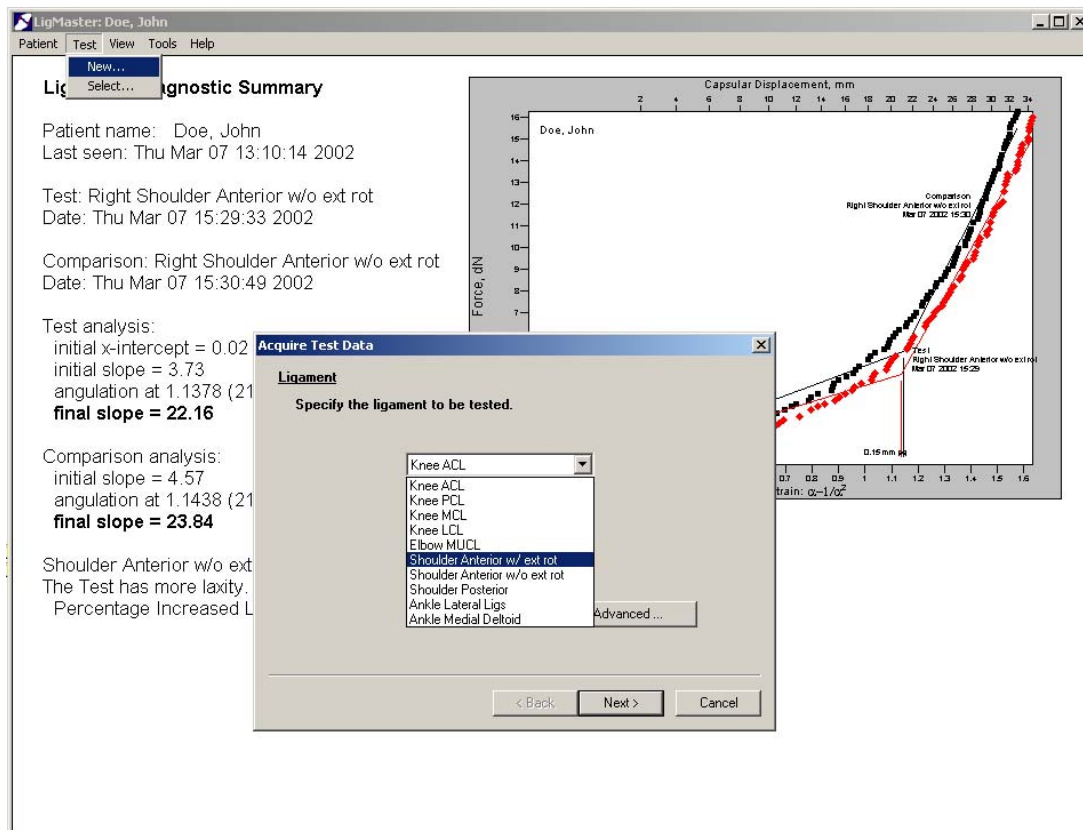 LigMaster: Doe, John
Patient Test View Tools Help
New...
Select...
Lig agnostic Summary
Patient name: Doe, John
Last seen: Thu Mar 07 13:10:14 2002
Test: Right Shoulder Anterior w/o ext rot
Date: Thu Mar 07 15:29:33 2002
Comparison: Right Shoulder Anterior w/o ext rot
Date: Thu Mar 07 15:30:49 2002
Test analysis:
initial x-intercept = 0.02
initial slope = 3.73
angulation at 1.1378 (21
final slope = 22.16
Comparison analysis:
initial slope = 4.57
angulation at 1.1438 (21
final slope = 23.84
Shoulder Anterior w/o ext
The Test has more laxity.
Percentage Increased L
Capsular Displacement, mm
2 4 6 8 10 12 14 16 18 20 22 24 26 28 30 32 34
Doe, John
16
15
14
13
12
11
10
9
8
7
Force, dN
Comparison
Right Shoulder Anterior w/o ext rot
Mar 07 2002 15:30
Test
Right Shoulder Anterior w/o ext rot
Mar 07 2002 15:29
0.15 mm
0.7 0.8 0.9 1 1.1 1.2 1.3 1.4 1.5 1.6
train: α-1/α²
Acquire Test Data
Ligament
Specify the ligament to be tested.
Knee ACL
Knee ACL
Knee PCL
Knee MCL
Knee LCL
Elbow MUCL
Shoulder Anterior w/ ext rot
Shoulder Anterior w/o ext rot
Shoulder Posterior
Ankle Lateral Ligs
Ankle Medial Deltoid
Advanced ...
< Back Next > Cancel